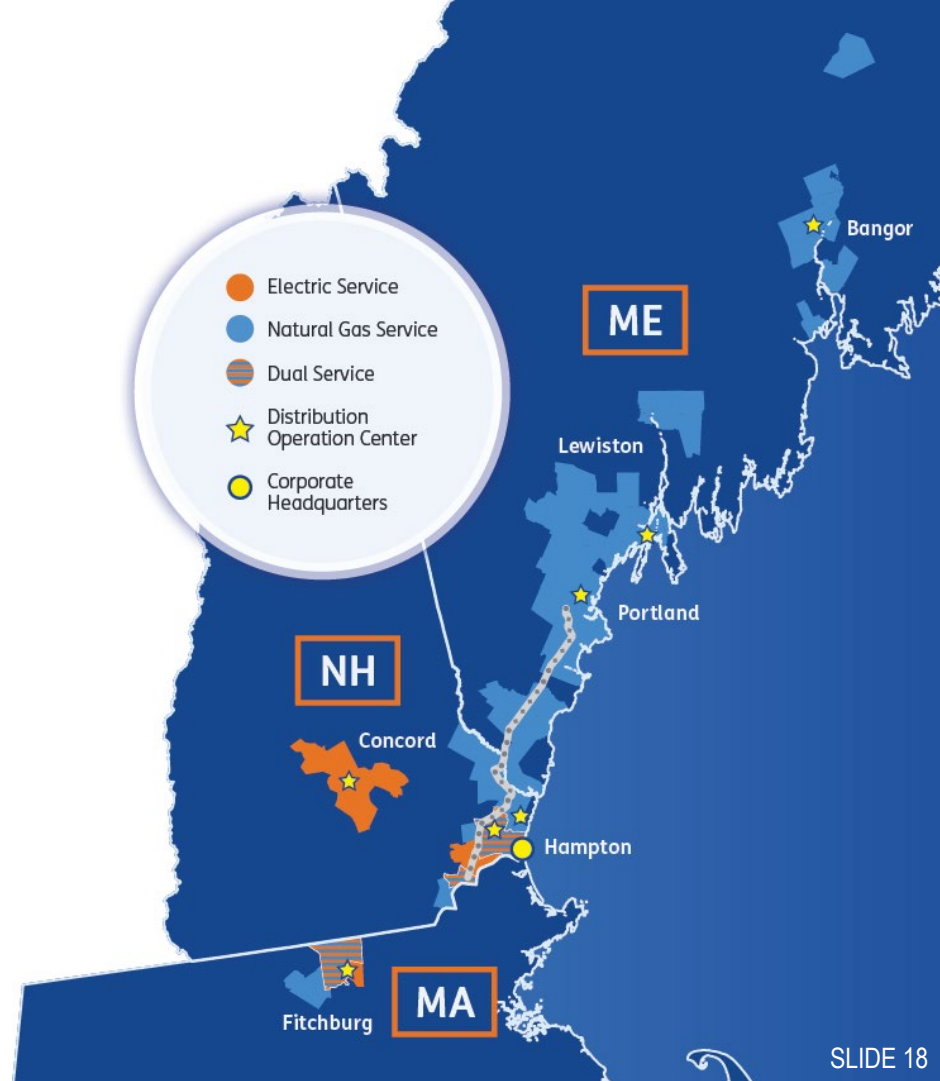 Bangor
Electric Service
Natural Gas Service
Dual Service
Distribution
Operation Center
Corporate
Headquarters
ME
Lewiston
Portland
NH
Concord
Hampton
MA
Fitchburg
SLIDE 18